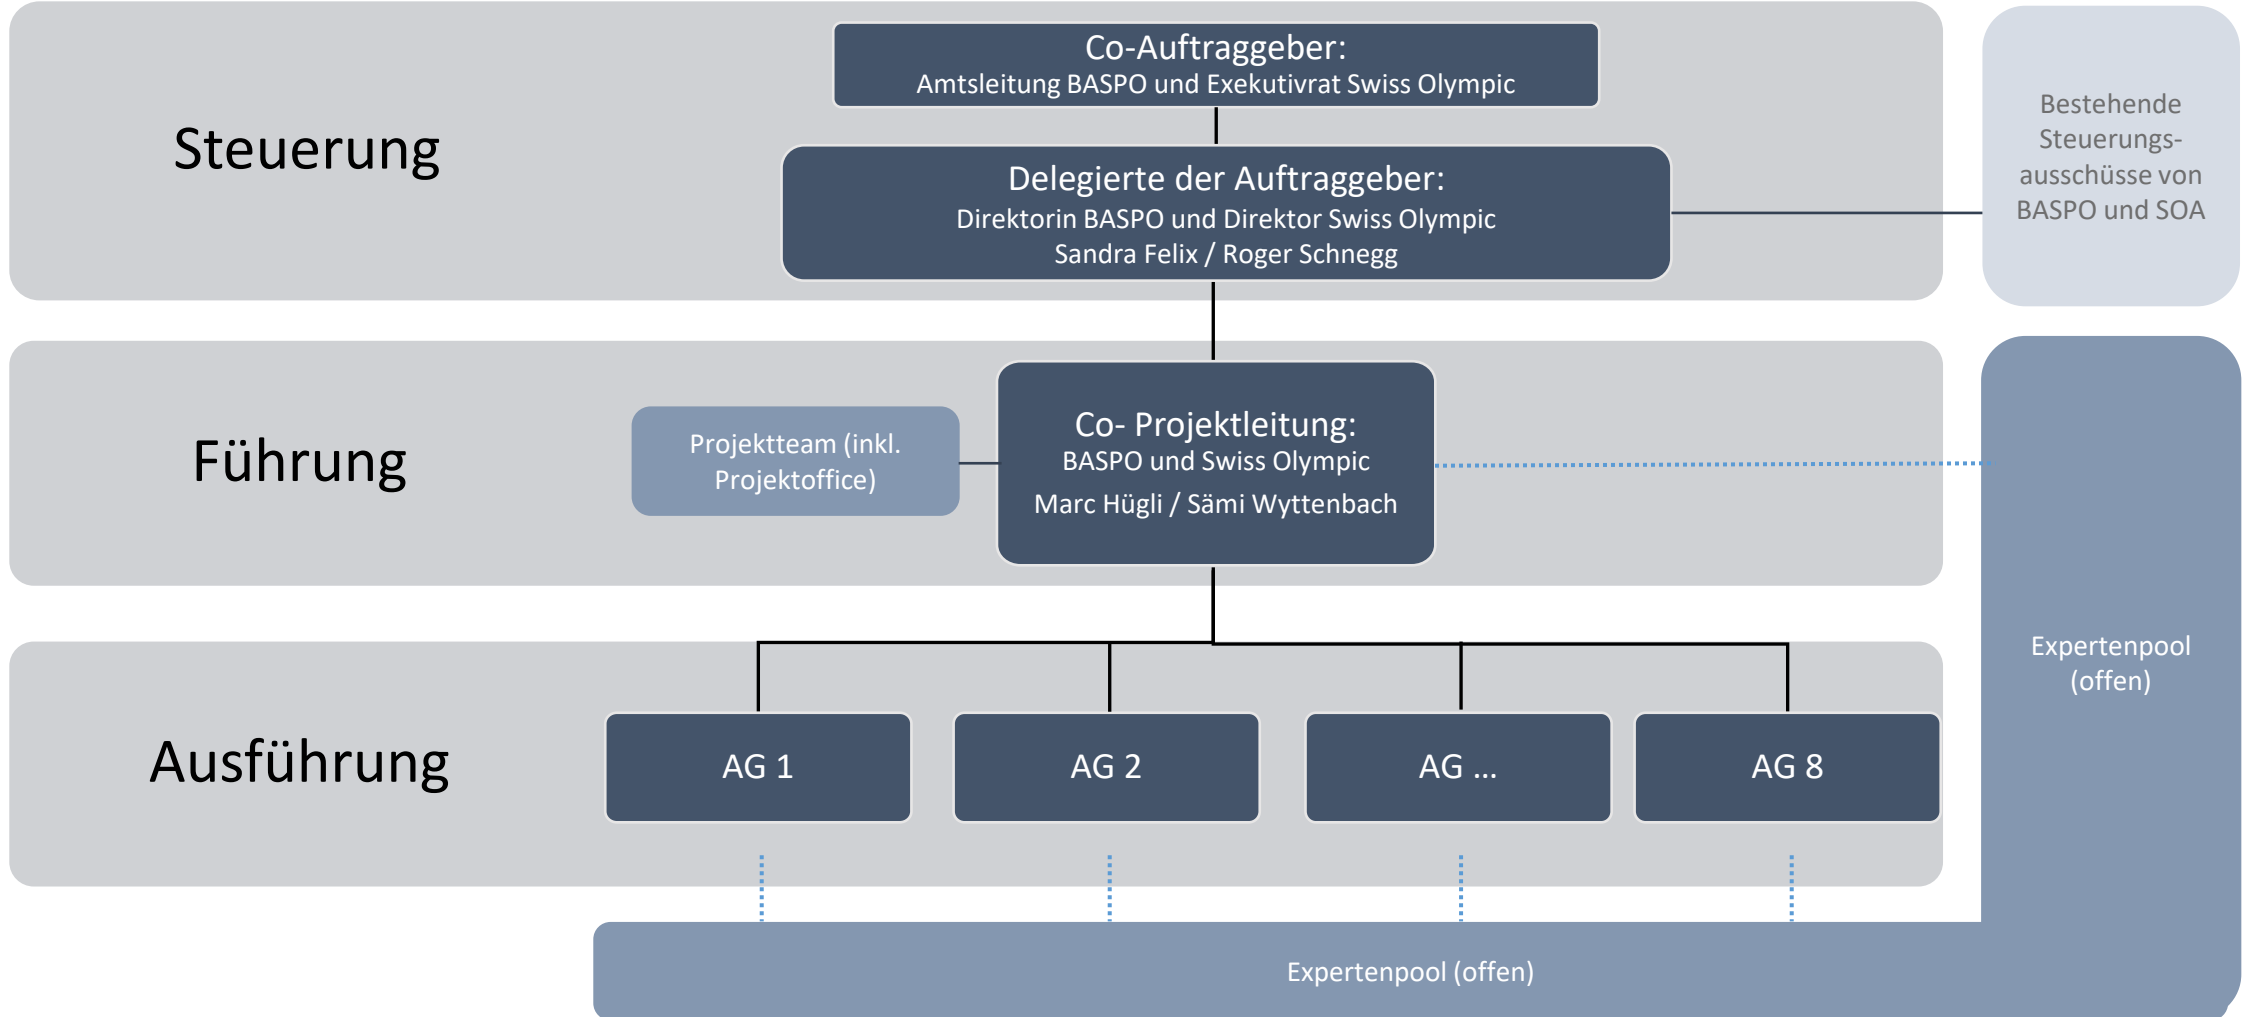 Steuerung
Co-Auftraggeber:
Amtsleitung BASPO und Exekutivrat Swiss Olympic
Delegierte der Auftraggeber:
Direktorin BASPO und Direktor Swiss Olympic
Sandra Felix / Roger Schnegg
Bestehende
Steuerungs-
ausschüsse von
BASPO und SOA
Führung
Projektteam (inkl.
Projektoffice)
Co- Projektleitung:
BASPO und Swiss Olympic
Marc Hügli / Sämi Wyttenbach
Expertenpool
(offen)
Ausführung
AG 1
AG 2
AG ...
AG 8
Expertenpool (offen)